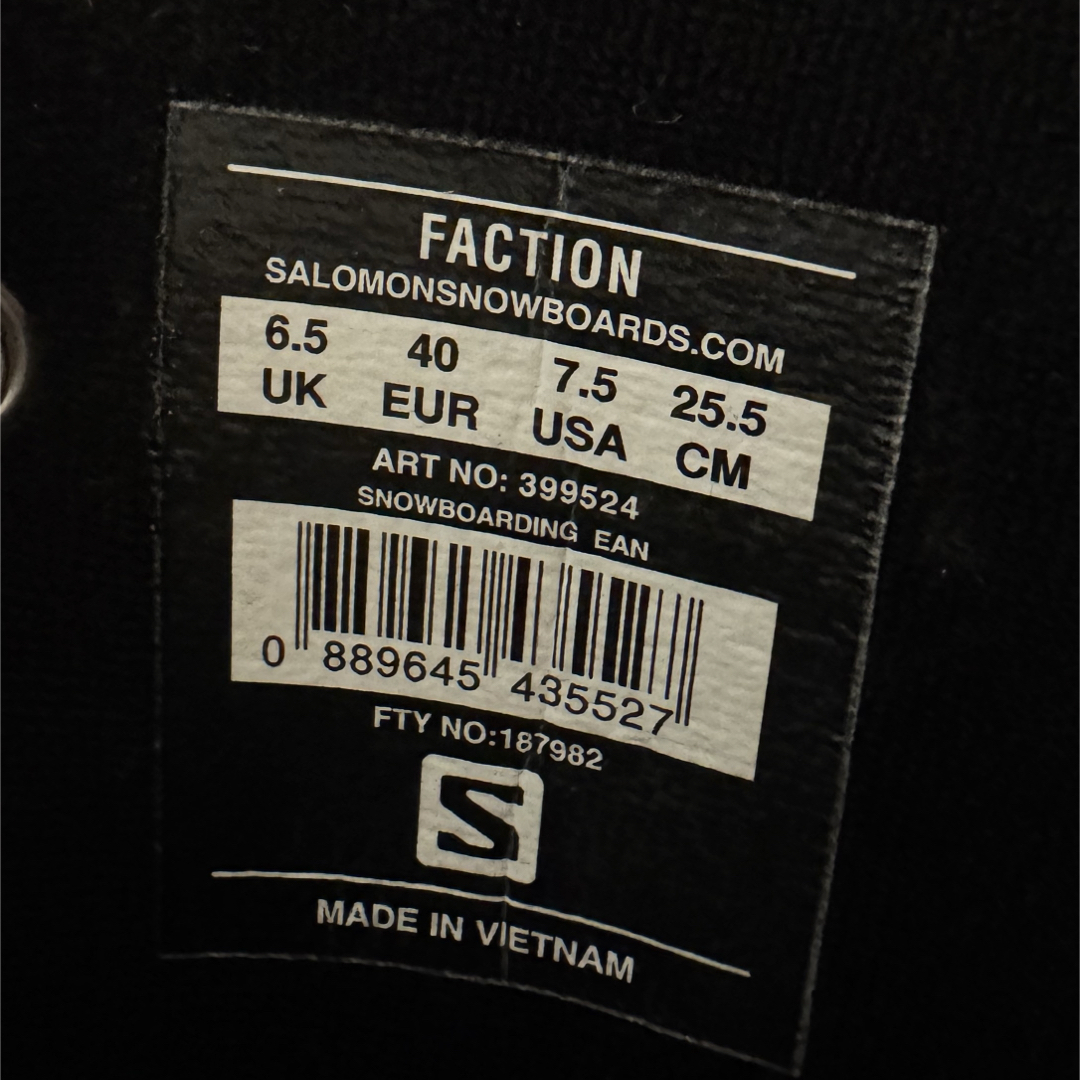 FACTION
SALOMONSNOWBOARDS.COM
6.5 40 7.5 25.5
UK EUR USA CM
ART NO: 399524
SNOWBOARDING EAN
0 889645 435527
FTY NO:187982
S
MADE IN VIETNAM